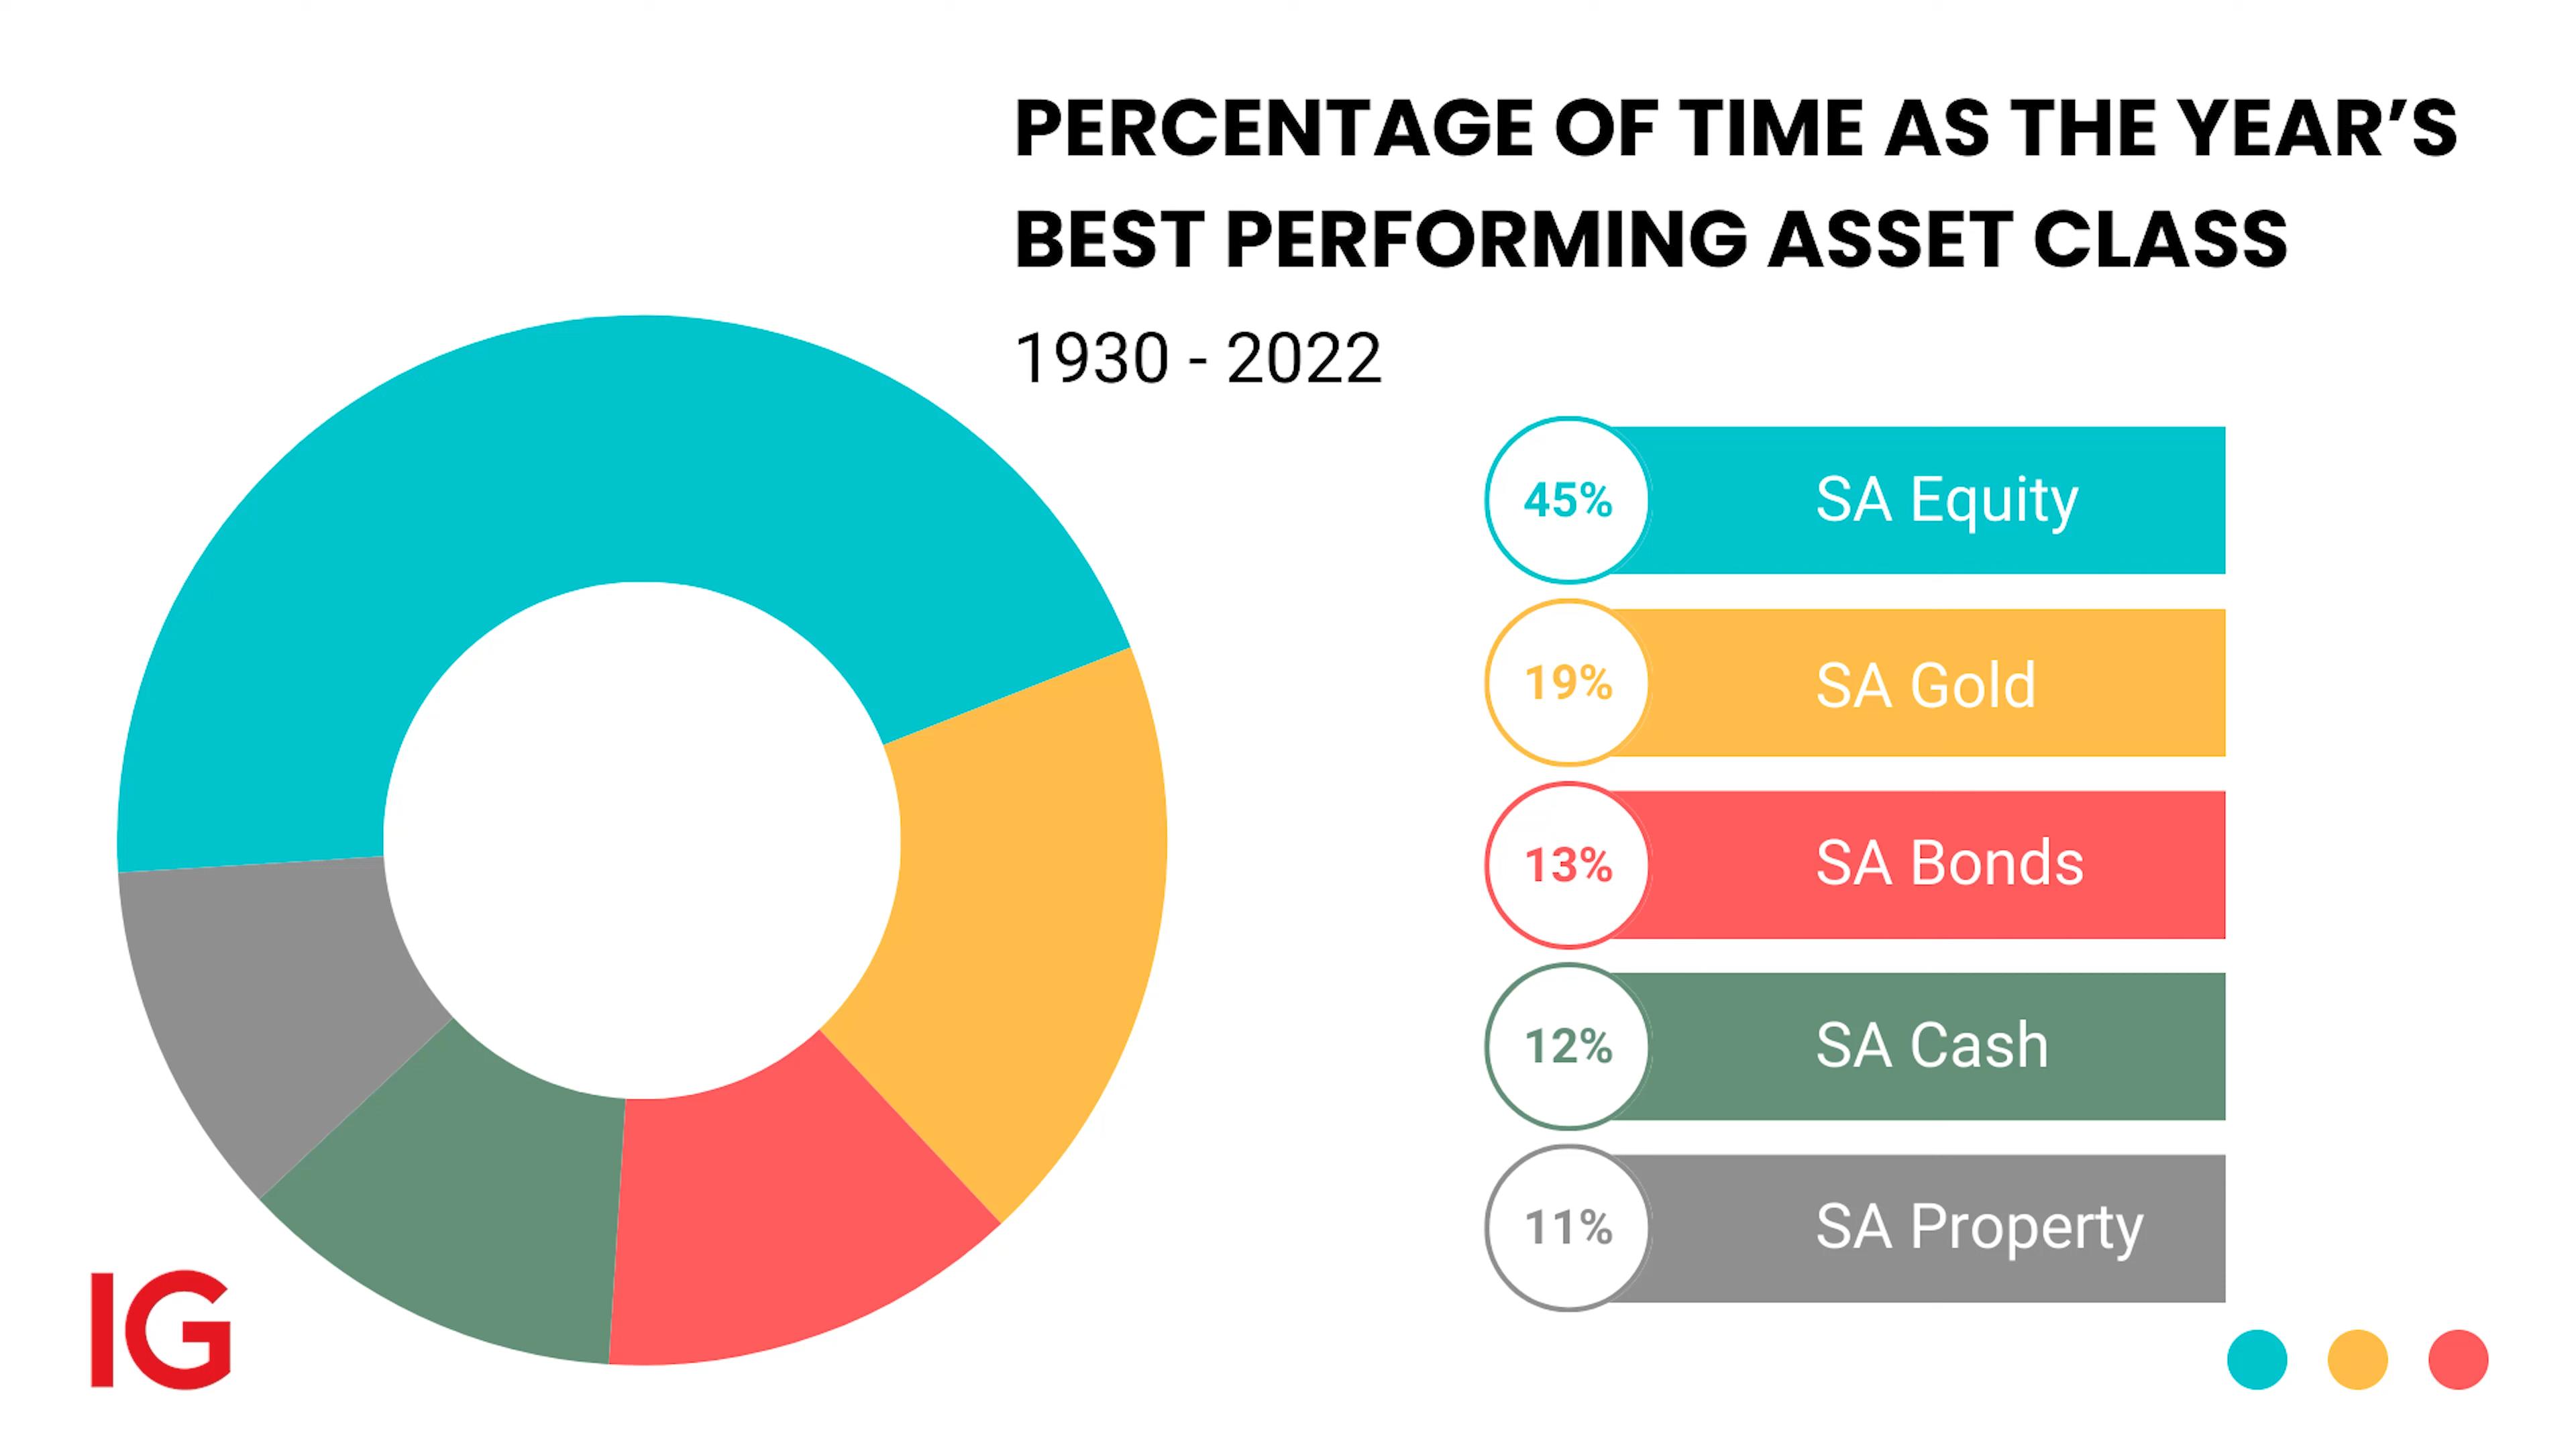 PERCENTAGE OF TIME AS THE YEAR’S
BEST PERFORMING ASSET CLASS
1930 - 2022
45% SA Equity
19% SA Gold
13% SA Bonds
12% SA Cash
11% SA Property
IG